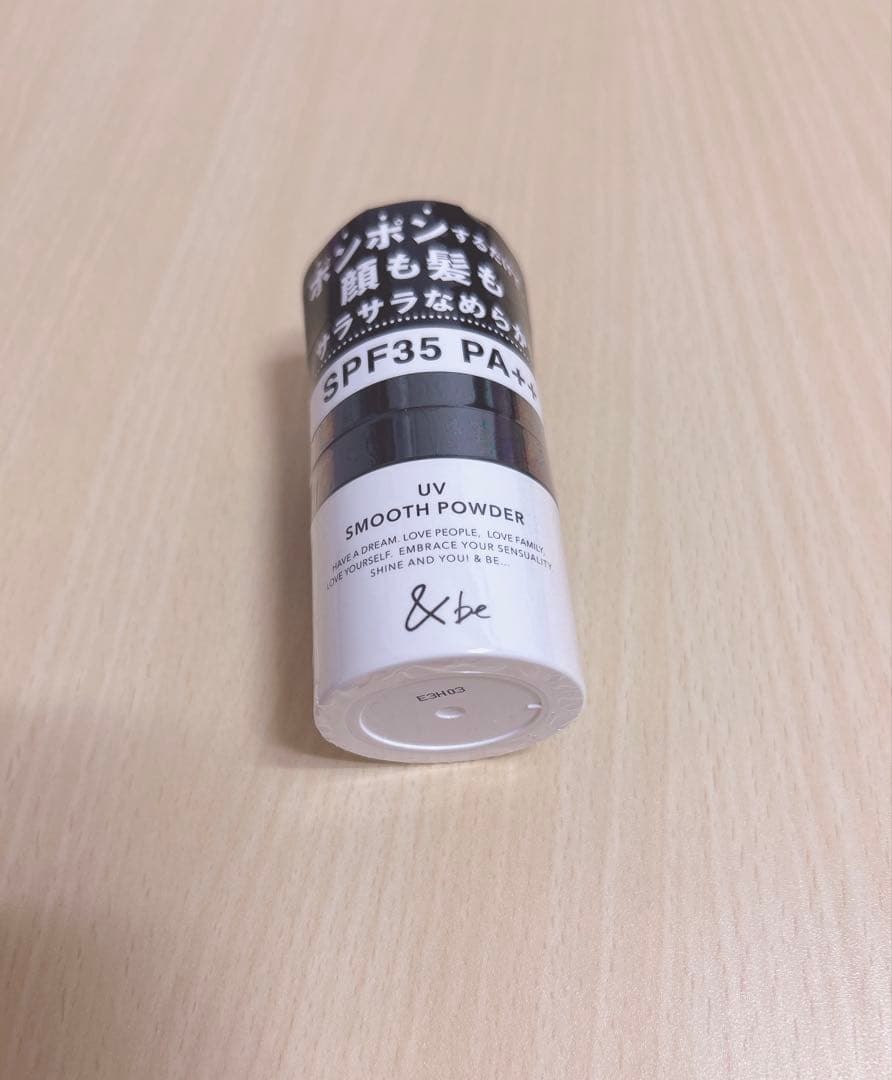 ポンポンするだけで
顔も髪も
サラサラなめらか
SPF35 PA++
UV
SMOOTH POWDER
HAVE A DREAM. LOVE PEOPLE, LOVE FAMILY,
LOVE YOURSELF. EMBRACE YOUR SENSUALITY.
SHINE AND YOU! & BE...
&be
E3H03